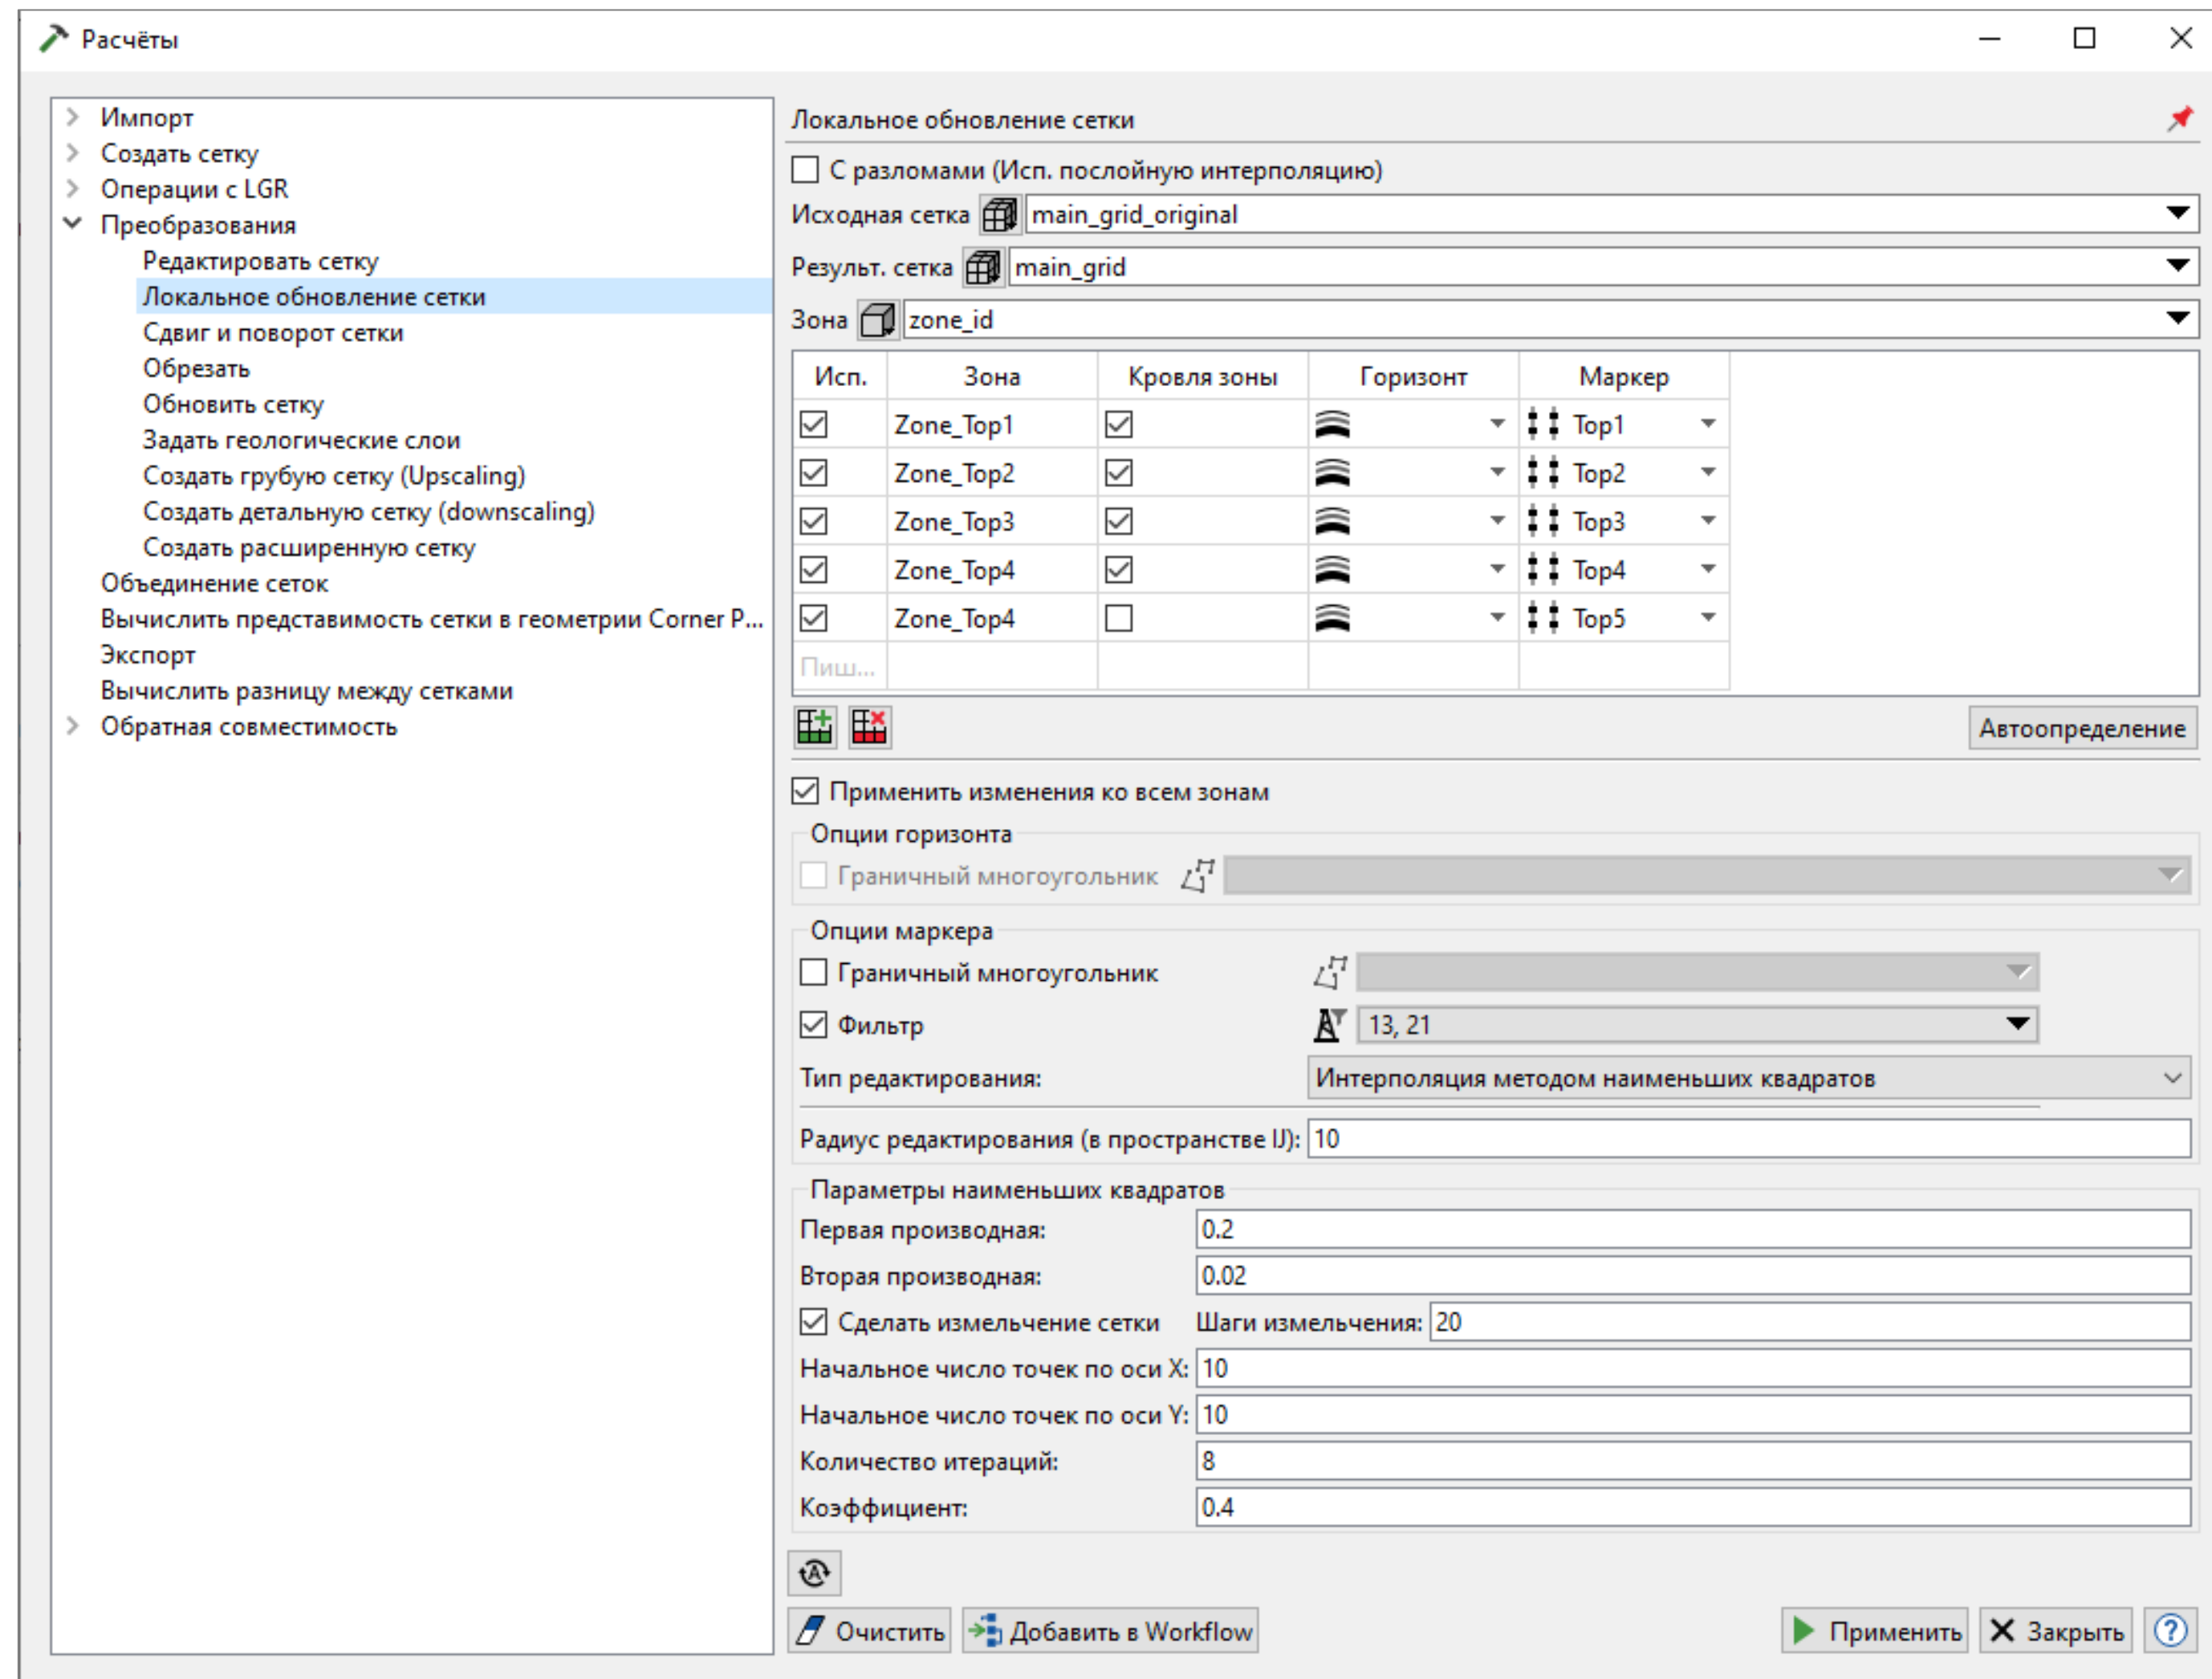 Расчёты
Импорт
Создать сетку
Операции с LGR
Преобразования
Редактировать сетку
Локальное обновление сетки
Сдвиг и поворот сетки
Обрезать
Обновить сетку
Задать геологические слои
Создать грубую сетку (Upscaling)
Создать детальную сетку (downscaling)
Создать расширенную сетку
Объединение сеток
Вычислить представимость сетки в геометрии Corner P...
Экспорт
Вычислить разницу между сетками
Обратная совместимость
Локальное обновление сетки
С разломами (Исп. послойную интерполяцию)
Исходная сетка main_grid_original
Результ. сетка main_grid
Зона zone_id
Исп. Зона Кровля зоны Горизонт Маркер
Zone_Top1 Top1
Zone_Top2 Top2
Zone_Top3 Top3
Zone_Top4 Top4
Zone_Top4 Top5
Пиш...
Автоопределение
Применить изменения ко всем зонам
Опции горизонта
Граничный многоугольник
Опции маркера
Граничный многоугольник
Фильтр 13, 21
Тип редактирования: Интерполяция методом наименьших квадратов
Радиус редактирования (в пространстве IJ): 10
Параметры наименьших квадратов
Первая производная: 0.2
Вторая производная: 0.02
Сделать измельчение сетки Шаги измельчения: 20
Начальное число точек по оси X: 10
Начальное число точек по оси Y: 10
Количество итераций: 8
Коэффициент: 0.4
Очистить Добавить в Workflow Применить Закрыть ?